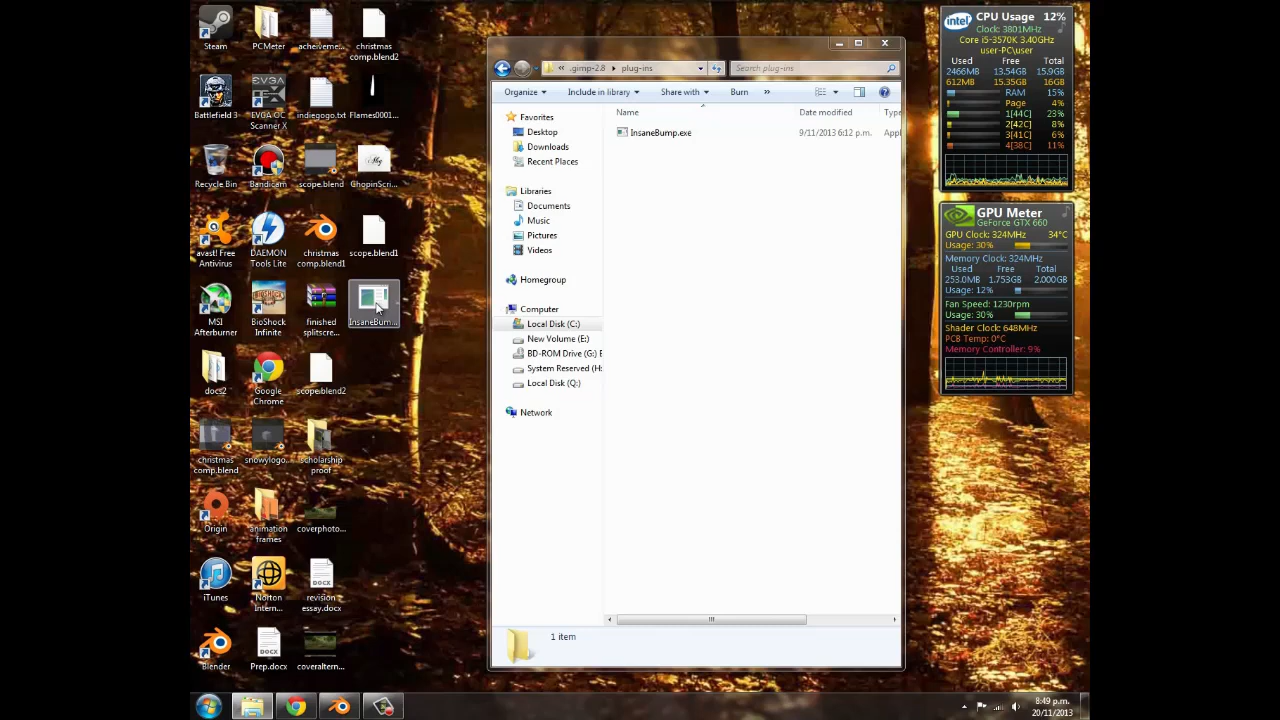 Steam
PCMeter
acheiveme...
christmas
comp.blend2
Battlefield 3
EVGA OC
Scanner X
indiegogo.txt
Flames0001...
Recycle Bin
Bandicam
scope.blend
ChopinScri...
avast! Free
Antivirus
DAEMON
Tools Lite
christmas
comp.blend1
scope.blend1
MSI
Afterburner
BioShock
Infinite
finished
splitscre...
InsaneBum...
docs2
Google
Chrome
scope.blend2
christmas
comp.blend
snowylogo...
scholarship
proof
Origin
animation
frames
coverphoto...
iTunes
Norton
Intern...
revision
essay.docx
Blender
Prep.docx
coveraltern...
« .gimp-2.8 ▸ plug-ins
Search plug-ins
Organize
Include in library
Share with
Burn
»
Name
Date modified
Type
InsaneBump.exe
9/11/2013 6:12 p.m.
Appl
Favorites
Desktop
Downloads
Recent Places
Libraries
Documents
Music
Pictures
Videos
Homegroup
Computer
Local Disk (C:)
New Volume (E:)
BD-ROM Drive (G:) E
System Reserved (H:
Local Disk (Q:)
Network
1 item
intel
CPU Usage 12%
Clock: 3801MHz
Core i5-3570K 3.40GHz
user-PC\user
Used Free Total
2466MB 13.54GB 15.9GB
612MB 15.35GB 16GB
RAM 15%
Page 4%
1[44C] 23%
2[42C] 8%
3[41C] 6%
4[38C] 11%
GPU Meter
GeForce GTX 660
GPU Clock: 324MHz 34°C
Usage: 30%
Memory Clock: 324MHz
Used Free Total
253.0MB 1.753GB 2.000GB
Usage: 12%
Fan Speed: 1230rpm
Usage: 30%
Shader Clock: 648MHz
PCB Temp: 0°C
Memory Controller: 9%
8:49 p.m.
20/11/2013